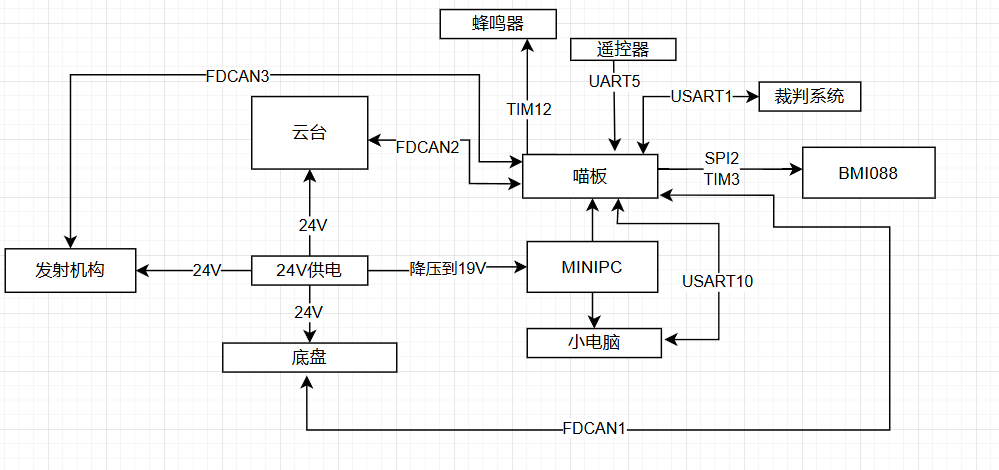 蜂鸣器
遥控器
FDCAN3
UART5
USART1
裁判系统
TIM12
云台
FDCAN2
SPI2
TIM3
喵板
BMI088
24V
发射机构
24V
24V供电
降压到19V
MINIPC
USART10
24V
小电脑
底盘
FDCAN1